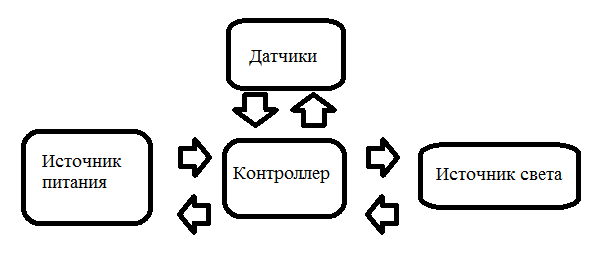 Датчики
Источник
питания
Контроллер
Источник света